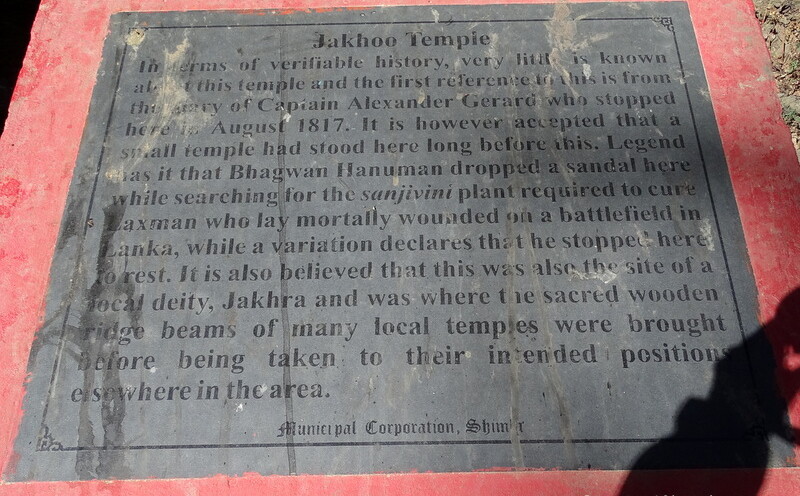 Jakhoo Temple
In terms of verifiable history, very little is known
about this temple and the first reference to this is from
the diary of Captain Alexander Gerard who stopped
here in August 1817. It is however accepted that a
small temple had stood here long before this. Legend
has it that Bhagwan Hanuman dropped a sandal here
while searching for the sanjivini plant required to cure
Laxman who lay mortally wounded on a battlefield in
Lanka, while a variation declares that he stopped here
to rest. It is also believed that this was also the site of a
local deity, Jakhra and was where the sacred wooden
ridge beams of many local temples were brought
before being taken to their intended positions
elsewhere in the area.
Municipal Corporation, Shimla